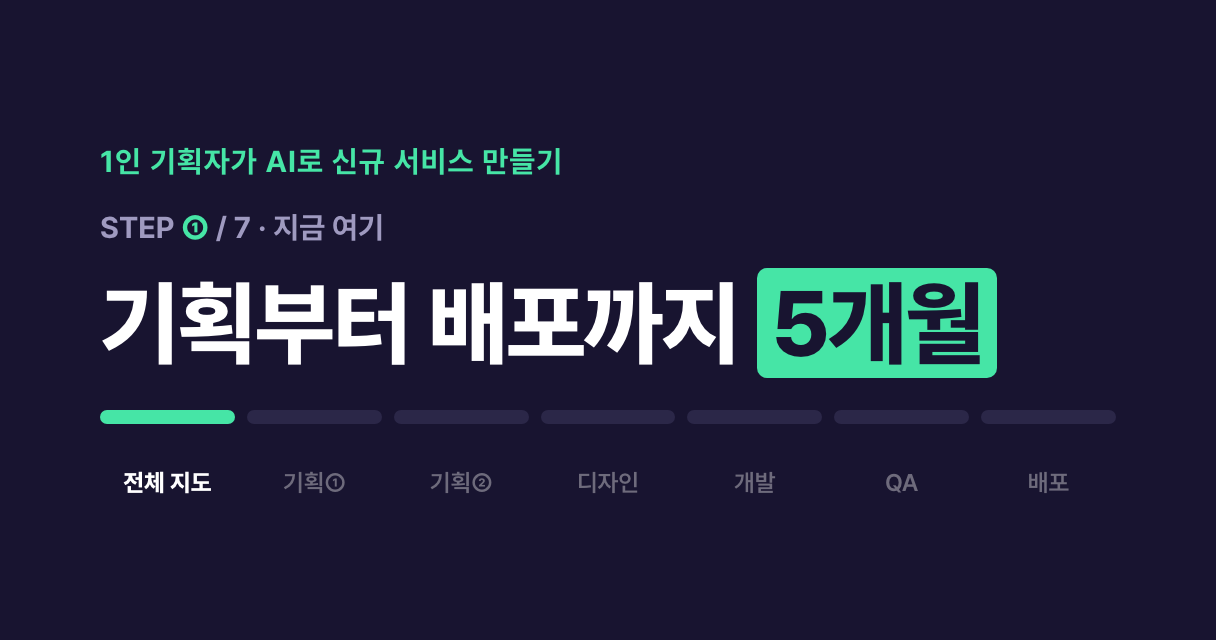 1인 기획자가 AI로 신규 서비스 만들기
STEP ① / 7 · 지금 여기
기획부터 배포까지 5개월
전체 지도 기획① 기획② 디자인 개발 QA 배포